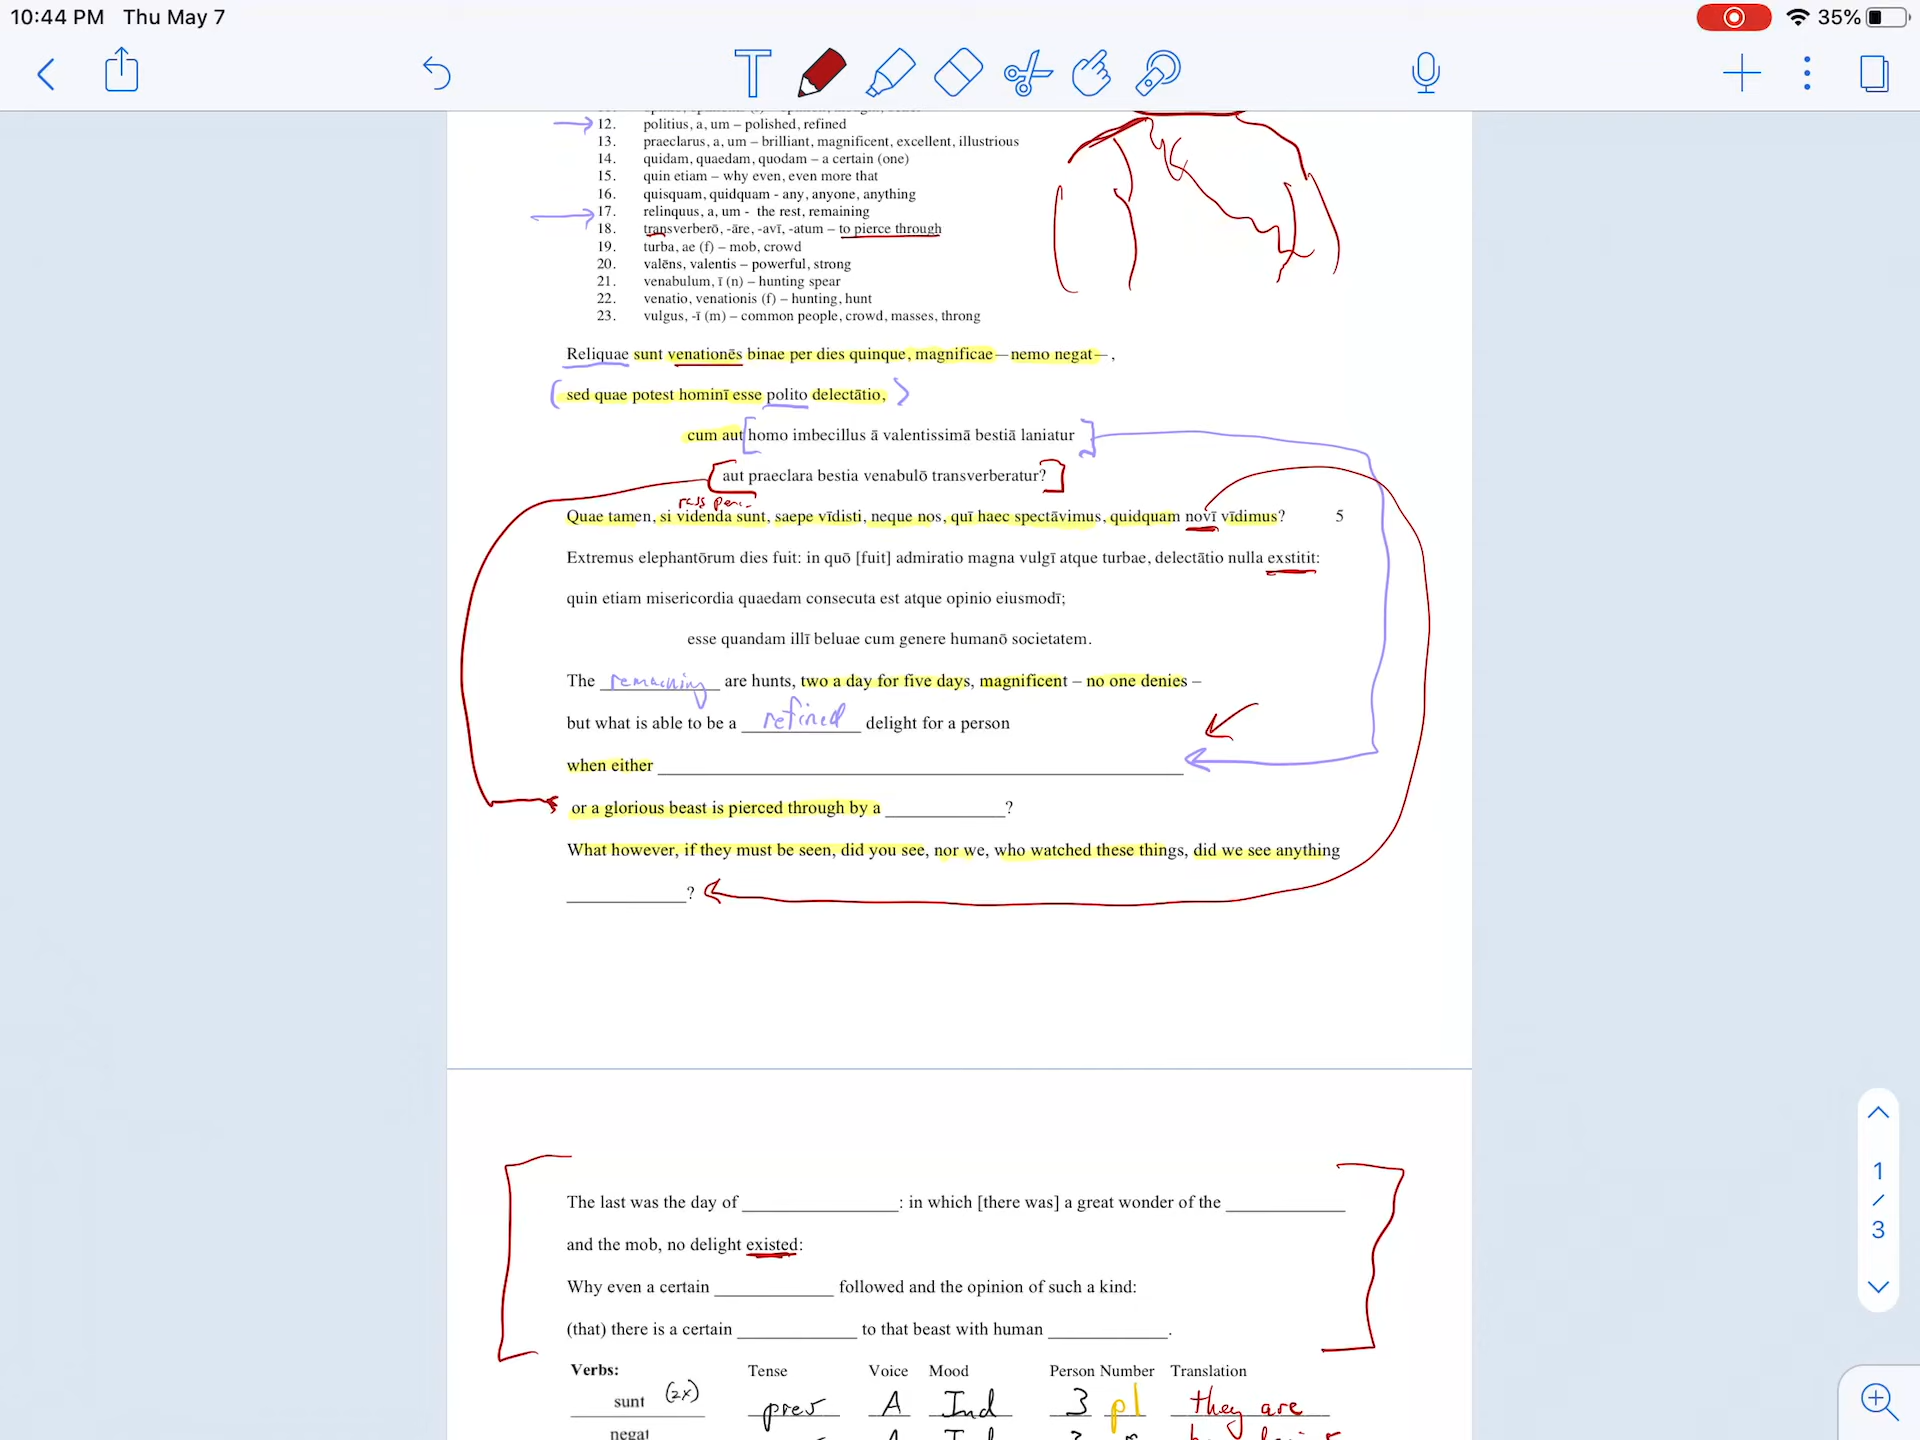 10:44 PM Thu May 7
35%
T
12. politius, a, um – polished, refined
13. praeclarus, a, um – brilliant, magnificent, excellent, illustrious
14. quidam, quaedam, quodam – a certain (one)
15. quin etiam – why even, even more that
16. quisquam, quidquam - any, anyone, anything
17. relinquus, a, um - the rest, remaining
18. transverberō, -āre, -avī, -atum – to pierce through
19. turba, ae (f) – mob, crowd
20. valēns, valentis – powerful, strong
21. venabulum, ī (n) – hunting spear
22. venatio, venationis (f) – hunting, hunt
23. vulgus, -ī (m) – common people, crowd, masses, throng
Reliquae sunt venationēs binae per dies quinque, magnificae—nemo negat— ,
sed quae potest hominī esse polito delectātio,
cum aut homo imbecillus ā valentissimā bestiā laniatur
aut praeclara bestia venabulō transverberatur?
Quae tamen, si videnda sunt, saepe vīdisti, neque nos, quī haec spectāvimus, quidquam novī vīdimus? 5
Extremus elephantōrum dies fuit: in quō [fuit] admiratio magna vulgī atque turbae, delectātio nulla exstitit:
quin etiam misericordia quaedam consecuta est atque opinio eiusmodī;
esse quandam illī beluae cum genere humanō societatem.
The remaining are hunts, two a day for five days, magnificent – no one denies –
but what is able to be a refined delight for a person
when either ____
or a glorious beast is pierced through by a ____?
What however, if they must be seen, did you see, nor we, who watched these things, did we see anything
____?
The last was the day of ____: in which [there was] a great wonder of the ____
and the mob, no delight existed:
Why even a certain ____ followed and the opinion of such a kind:
(that) there is a certain ____ to that beast with human ____.
Verbs: Tense Voice Mood Person Number Translation
sunt (2x) pres A Ind 3 pl they are
negat
1
/
3